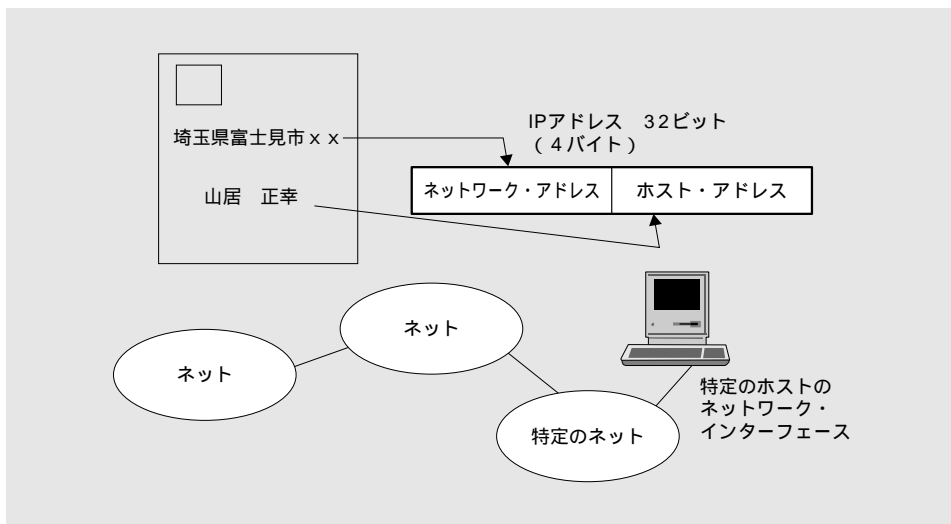 埼玉県富士見市××
山居　正幸
IPアドレス　32ビット
（4バイト）
ネットワーク・アドレス
ホスト・アドレス
ネット
ネット
特定のネット
特定のホストの
ネットワーク・
インターフェース